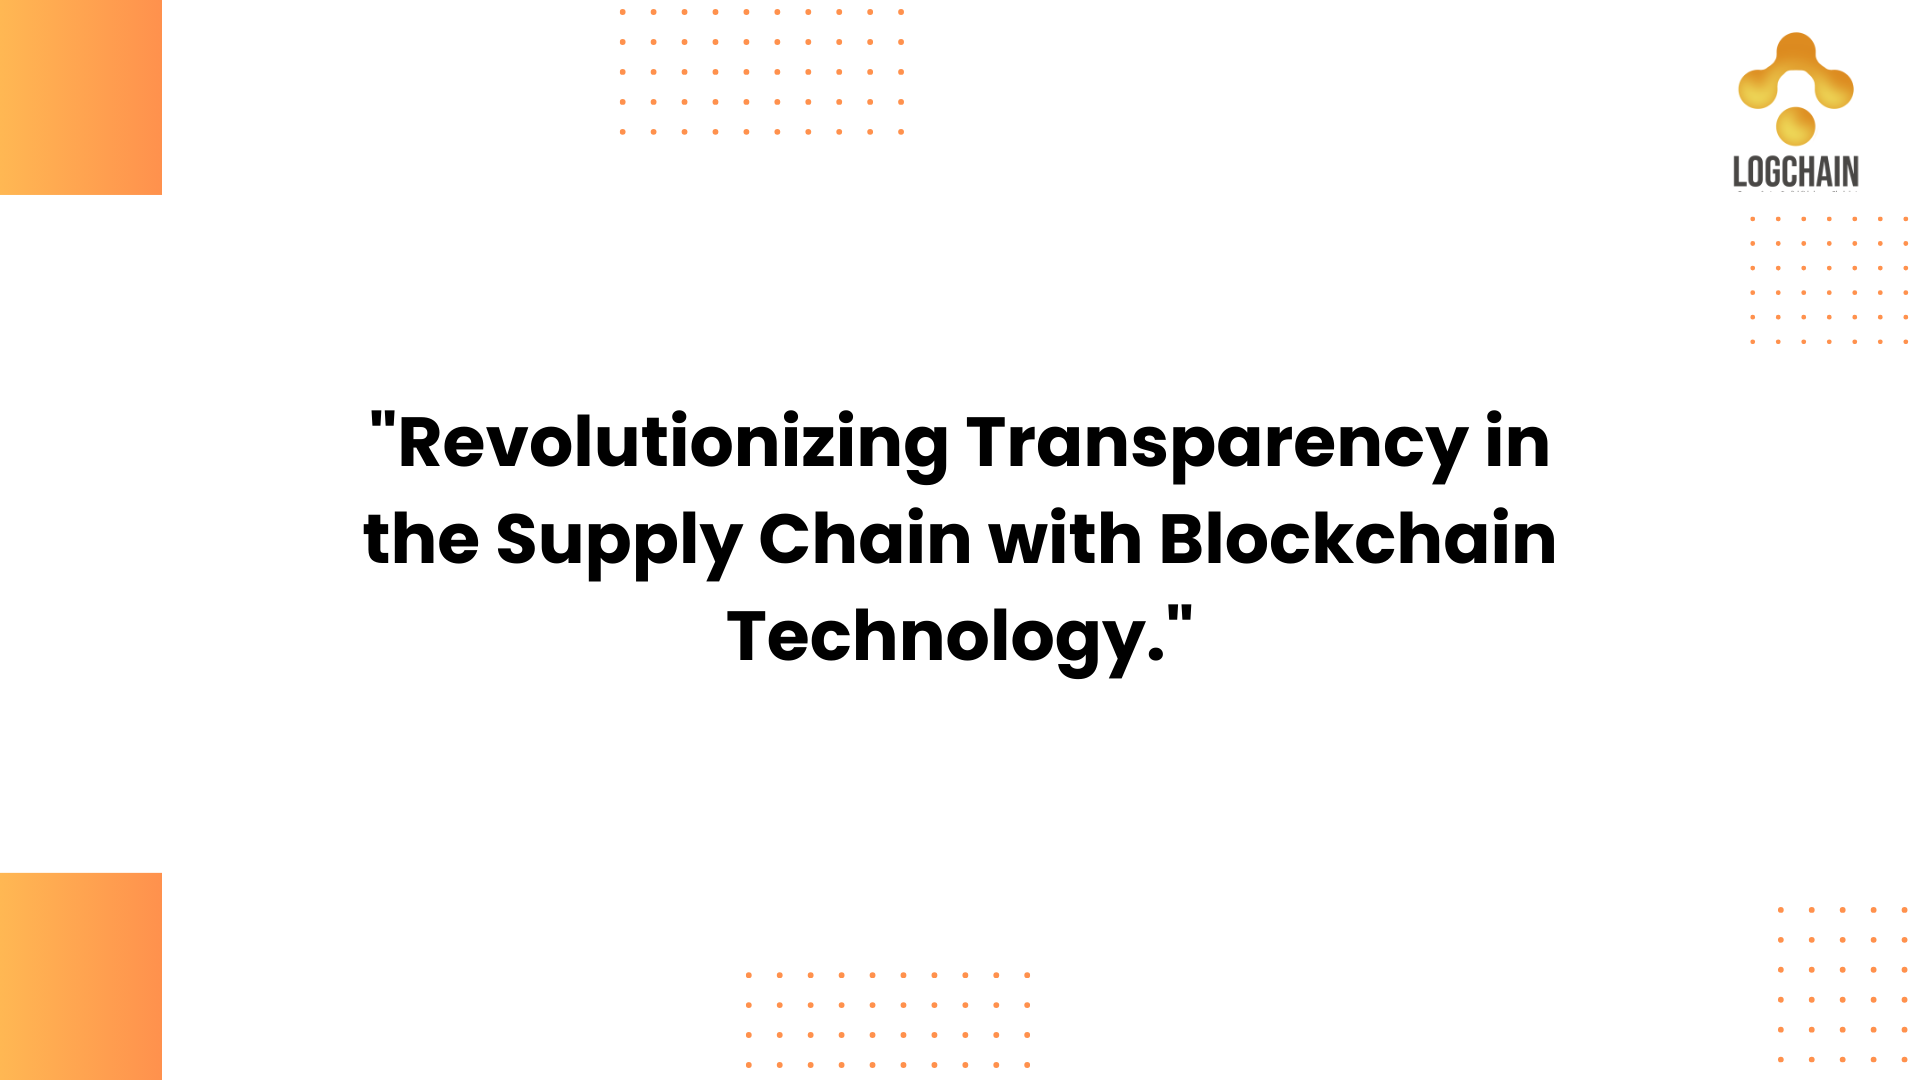 LOGCHAIN
"Revolutionizing Transparency in
the Supply Chain with Blockchain
Technology."